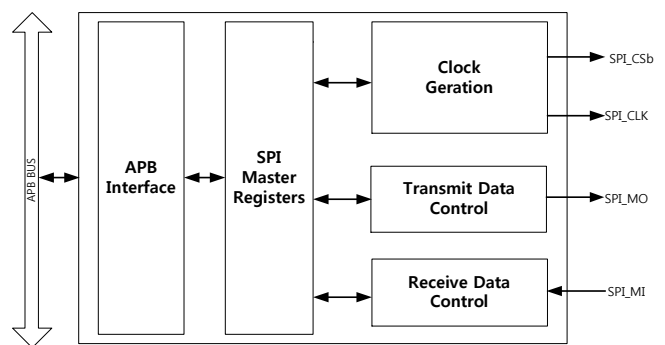 APB BUS
APB
Interface
SPI
Master
Registers
Clock
Geration
SPI_CSb
SPI_CLK
Transmit Data
Control
SPI_MO
Receive Data
Control
SPI_MI